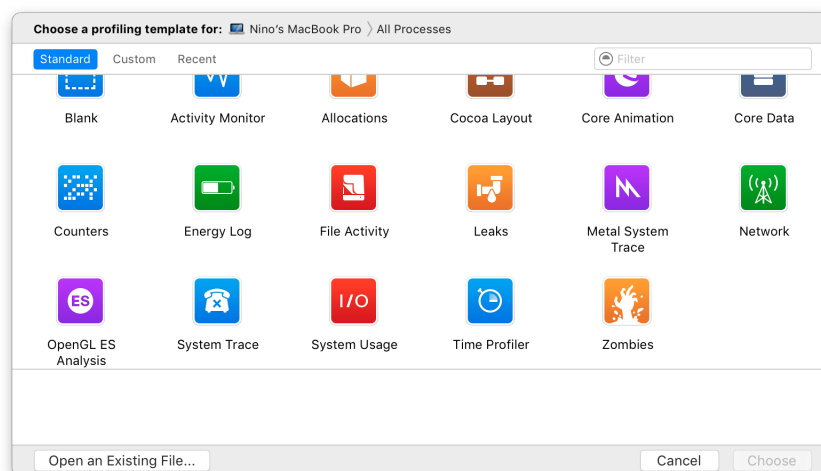 Choose a profiling template for: Nino's MacBook Pro 〉All Processes
Standard Custom Recent Filter
Blank Activity Monitor Allocations Cocoa Layout Core Animation Core Data
Counters Energy Log File Activity Leaks Metal System Trace Network
ES I/O
OpenGL ES Analysis System Trace System Usage Time Profiler Zombies
Open an Existing File... Cancel Choose